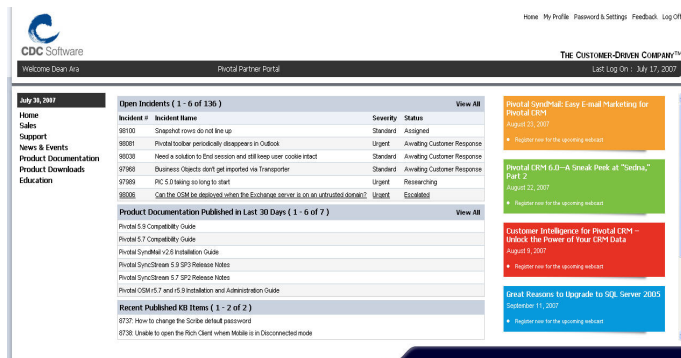 Home My Profile Password & Settings Feedback Log Off
CDC Software
THE CUSTOMER-DRIVEN COMPANY™
Welcome Dean Ara
Pivotal Partner Portal
Last Log On : July 17, 2007
July 30, 2007
Home
Sales
Support
News & Events
Product Documentation
Product Downloads
Education
Open Incidents ( 1 - 6 of 136 ) View All
Incident # Incident Name Severity Status
98100 Snapshot rows do not line up Standard Assigned
98081 Pivotal toolbar periodically disappears in Outlook Urgent Awaiting Customer Response
98038 Need a solution to End session and still keep user cookie intact Standard Awaiting Customer Response
97988 Business Objects don't get imported via Transporter Standard Awaiting Customer Response
97989 PIC 5.0 taking so long to start Urgent Researching
98006 Can the OSM be deployed when the Exchange server is on an untrusted domain? Urgent Escalated
Product Documentation Published in Last 30 Days ( 1 - 6 of 7 ) View All
Pivotal 5.9 Compatibility Guide
Pivotal 5.7 Compatibility Guide
Pivotal SyndMail v2.6 Installation Guide
Pivotal SyncStream 5.9 SP3 Release Notes
Pivotal SyncStream 5.7 SP2 Release Notes
Pivotal OSM r5.7 and r5.9 Installation and Administration Guide
Recent Published KB Items ( 1 - 2 of 2 )
8737: How to change the Scribe default password
8738: Unable to open the Rich Client whem Mobile is in Disconnected mode
Pivotal SyndMail: Easy E-mail Marketing for
Pivotal CRM
August 23, 2007
Register now for the upcoming webcast
Pivotal CRM 6.0--A Sneak Peek at "Sedna,"
Part 2
August 22, 2007
Register now for the upcoming webcast
Customer Intelligence for Pivotal CRM –
Unlock the Power of Your CRM Data
August 9, 2007
Register now for the upcoming webcast
Great Reasons to Upgrade to SQL Server 2005
September 11, 2007
Register now for the upcoming webcast